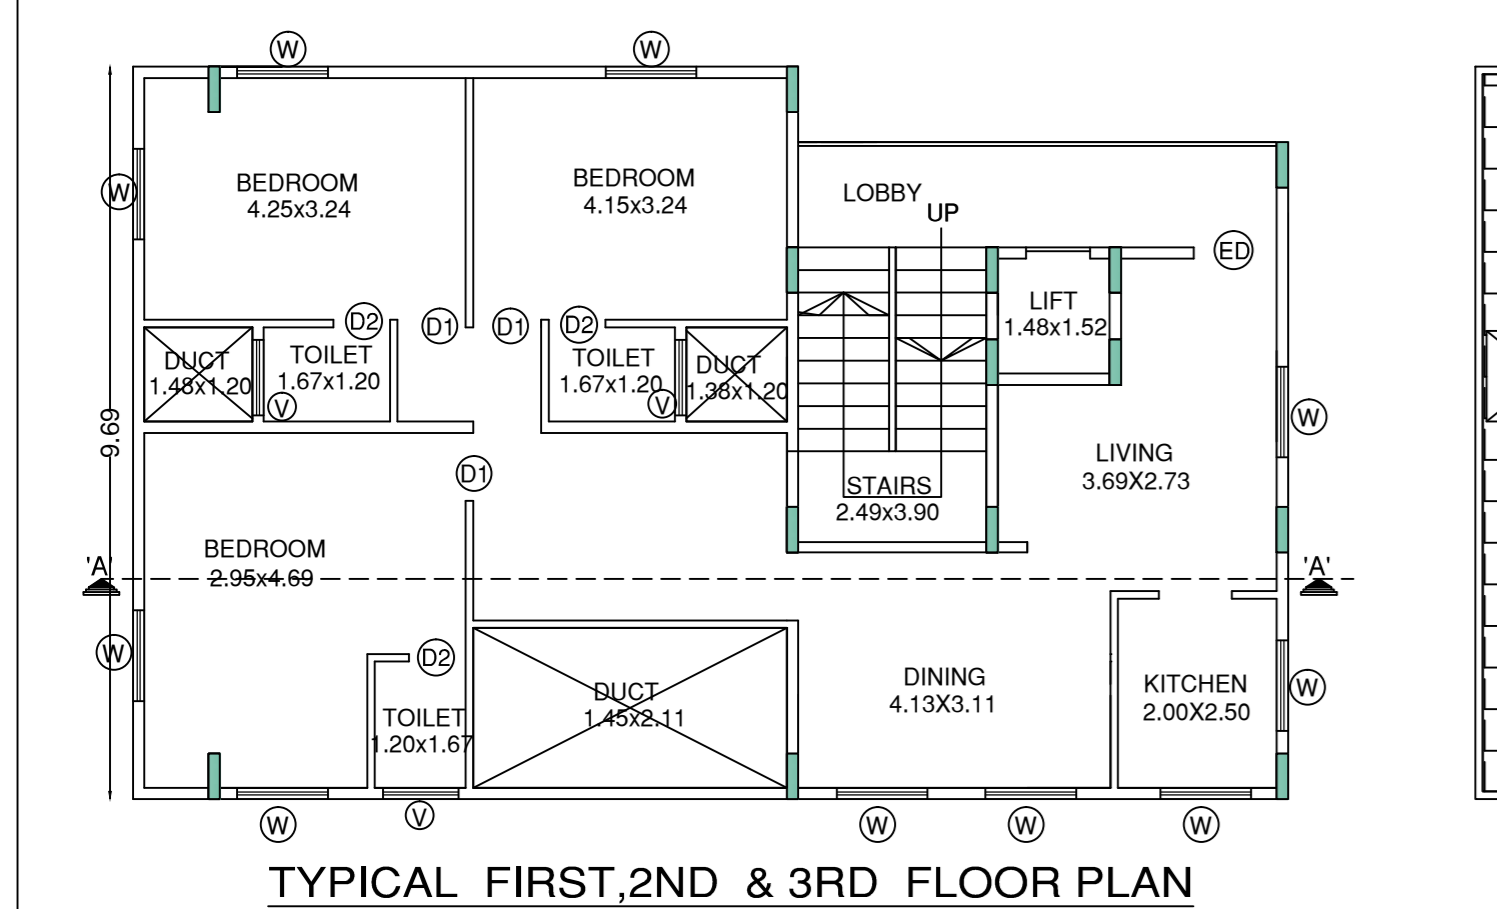 W
W
W
BEDROOM
4.25x3.24
BEDROOM
4.15x3.24
LOBBY
UP
ED
LIFT
1.48x1.52
D2
D1
D1
D2
DUCT
1.48x1.20
TOILET
1.67x1.20
V
TOILET
1.67x1.20
V
DUCT
1.38x1.20
9.69
W
LIVING
3.69X2.73
D1
STAIRS
2.49x3.90
BEDROOM
2.95x4.69
'A'
'A'
W
D2
TOILET
1.20x1.67
DUCT
1.45x2.11
DINING
4.13X3.11
KITCHEN
2.00X2.50
W
W
V
W
W
W
TYPICAL FIRST,2ND & 3RD FLOOR PLAN